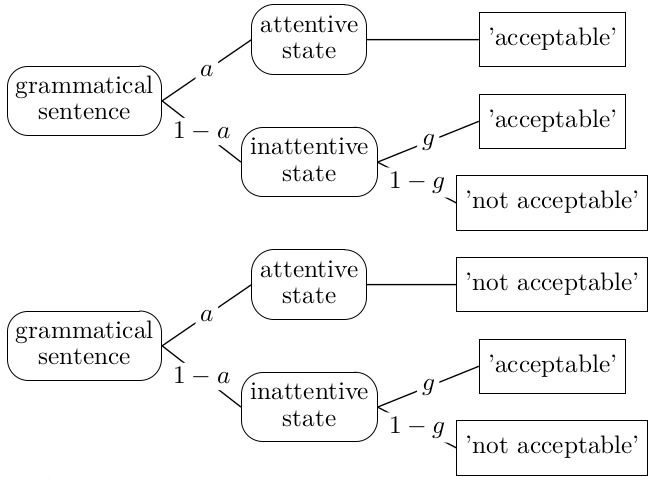 attentive
state
'acceptable'
grammatical
sentence
a
1 − a
inattentive
state
g
'acceptable'
1 − g
'not acceptable'
attentive
state
'not acceptable'
grammatical
sentence
a
1 − a
inattentive
state
g
'acceptable'
1 − g
'not acceptable'